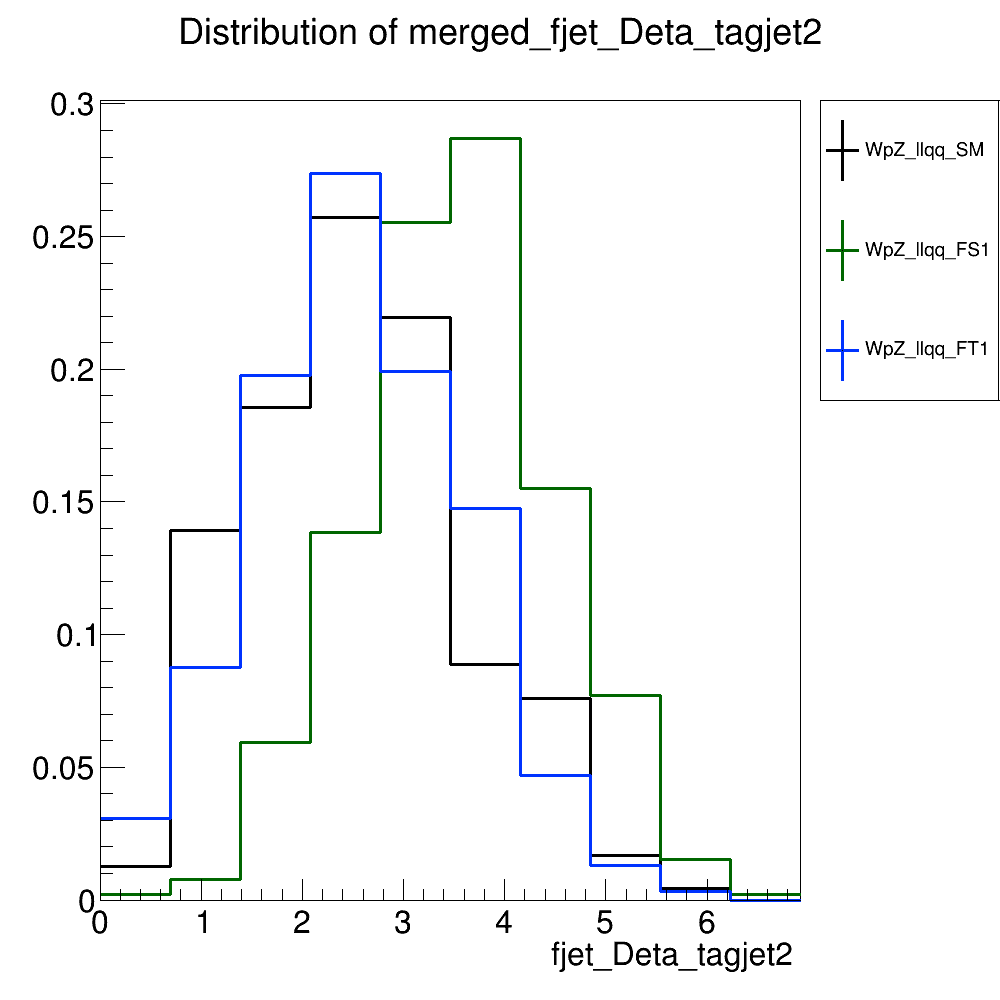 Distribution of merged_fjet_Deta_tagjet2
0.3
0.25
0.2
0.15
0.1
0.05
0
0 1 2 3 4 5 6
fjet_Deta_tagjet2
WpZ_llqq_SM
WpZ_llqq_FS1
WpZ_llqq_FT1